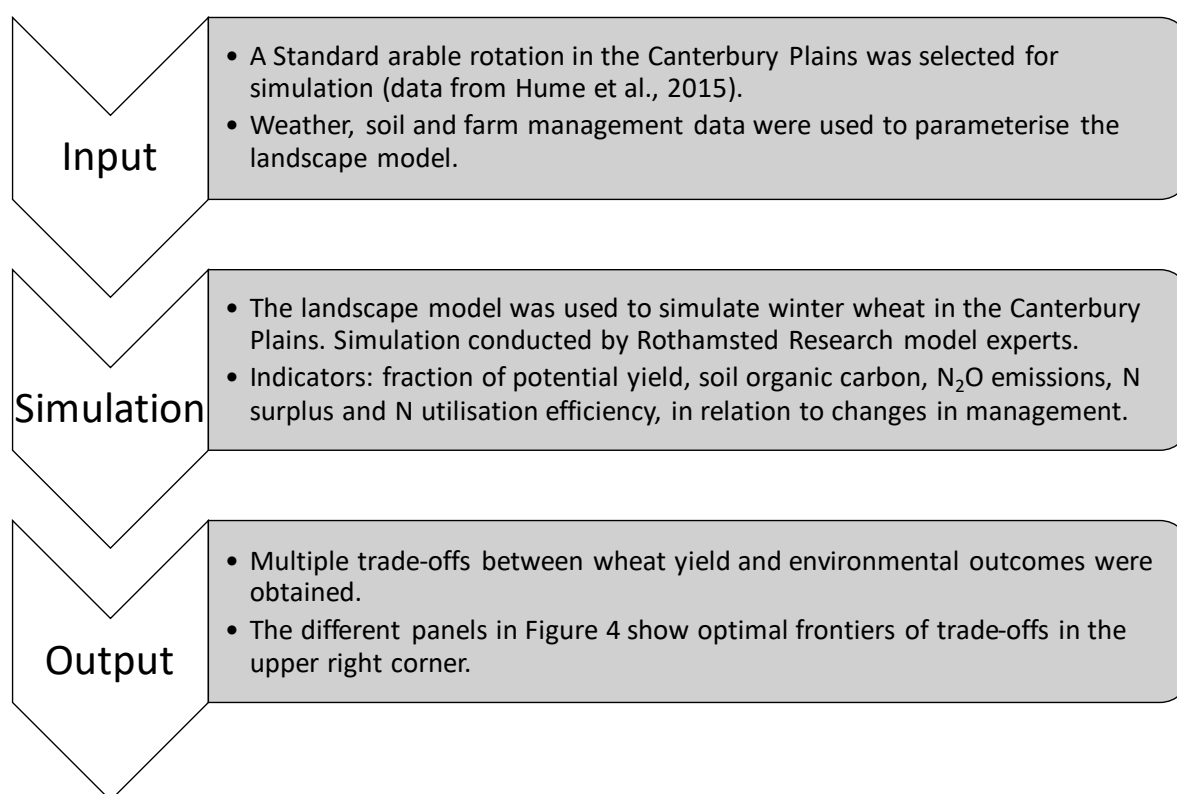 Input
• A Standard arable rotation in the Canterbury Plains was selected for
simulation (data from Hume et al., 2015).
• Weather, soil and farm management data were used to parameterise the
landscape model.
Simulation
• The landscape model was used to simulate winter wheat in the Canterbury
Plains. Simulation conducted by Rothamsted Research model experts.
• Indicators: fraction of potential yield, soil organic carbon, N₂O emissions, N
surplus and N utilisation efficiency, in relation to changes in management.
Output
• Multiple trade-offs between wheat yield and environmental outcomes were
obtained.
• The different panels in Figure 4 show optimal frontiers of trade-offs in the
upper right corner.